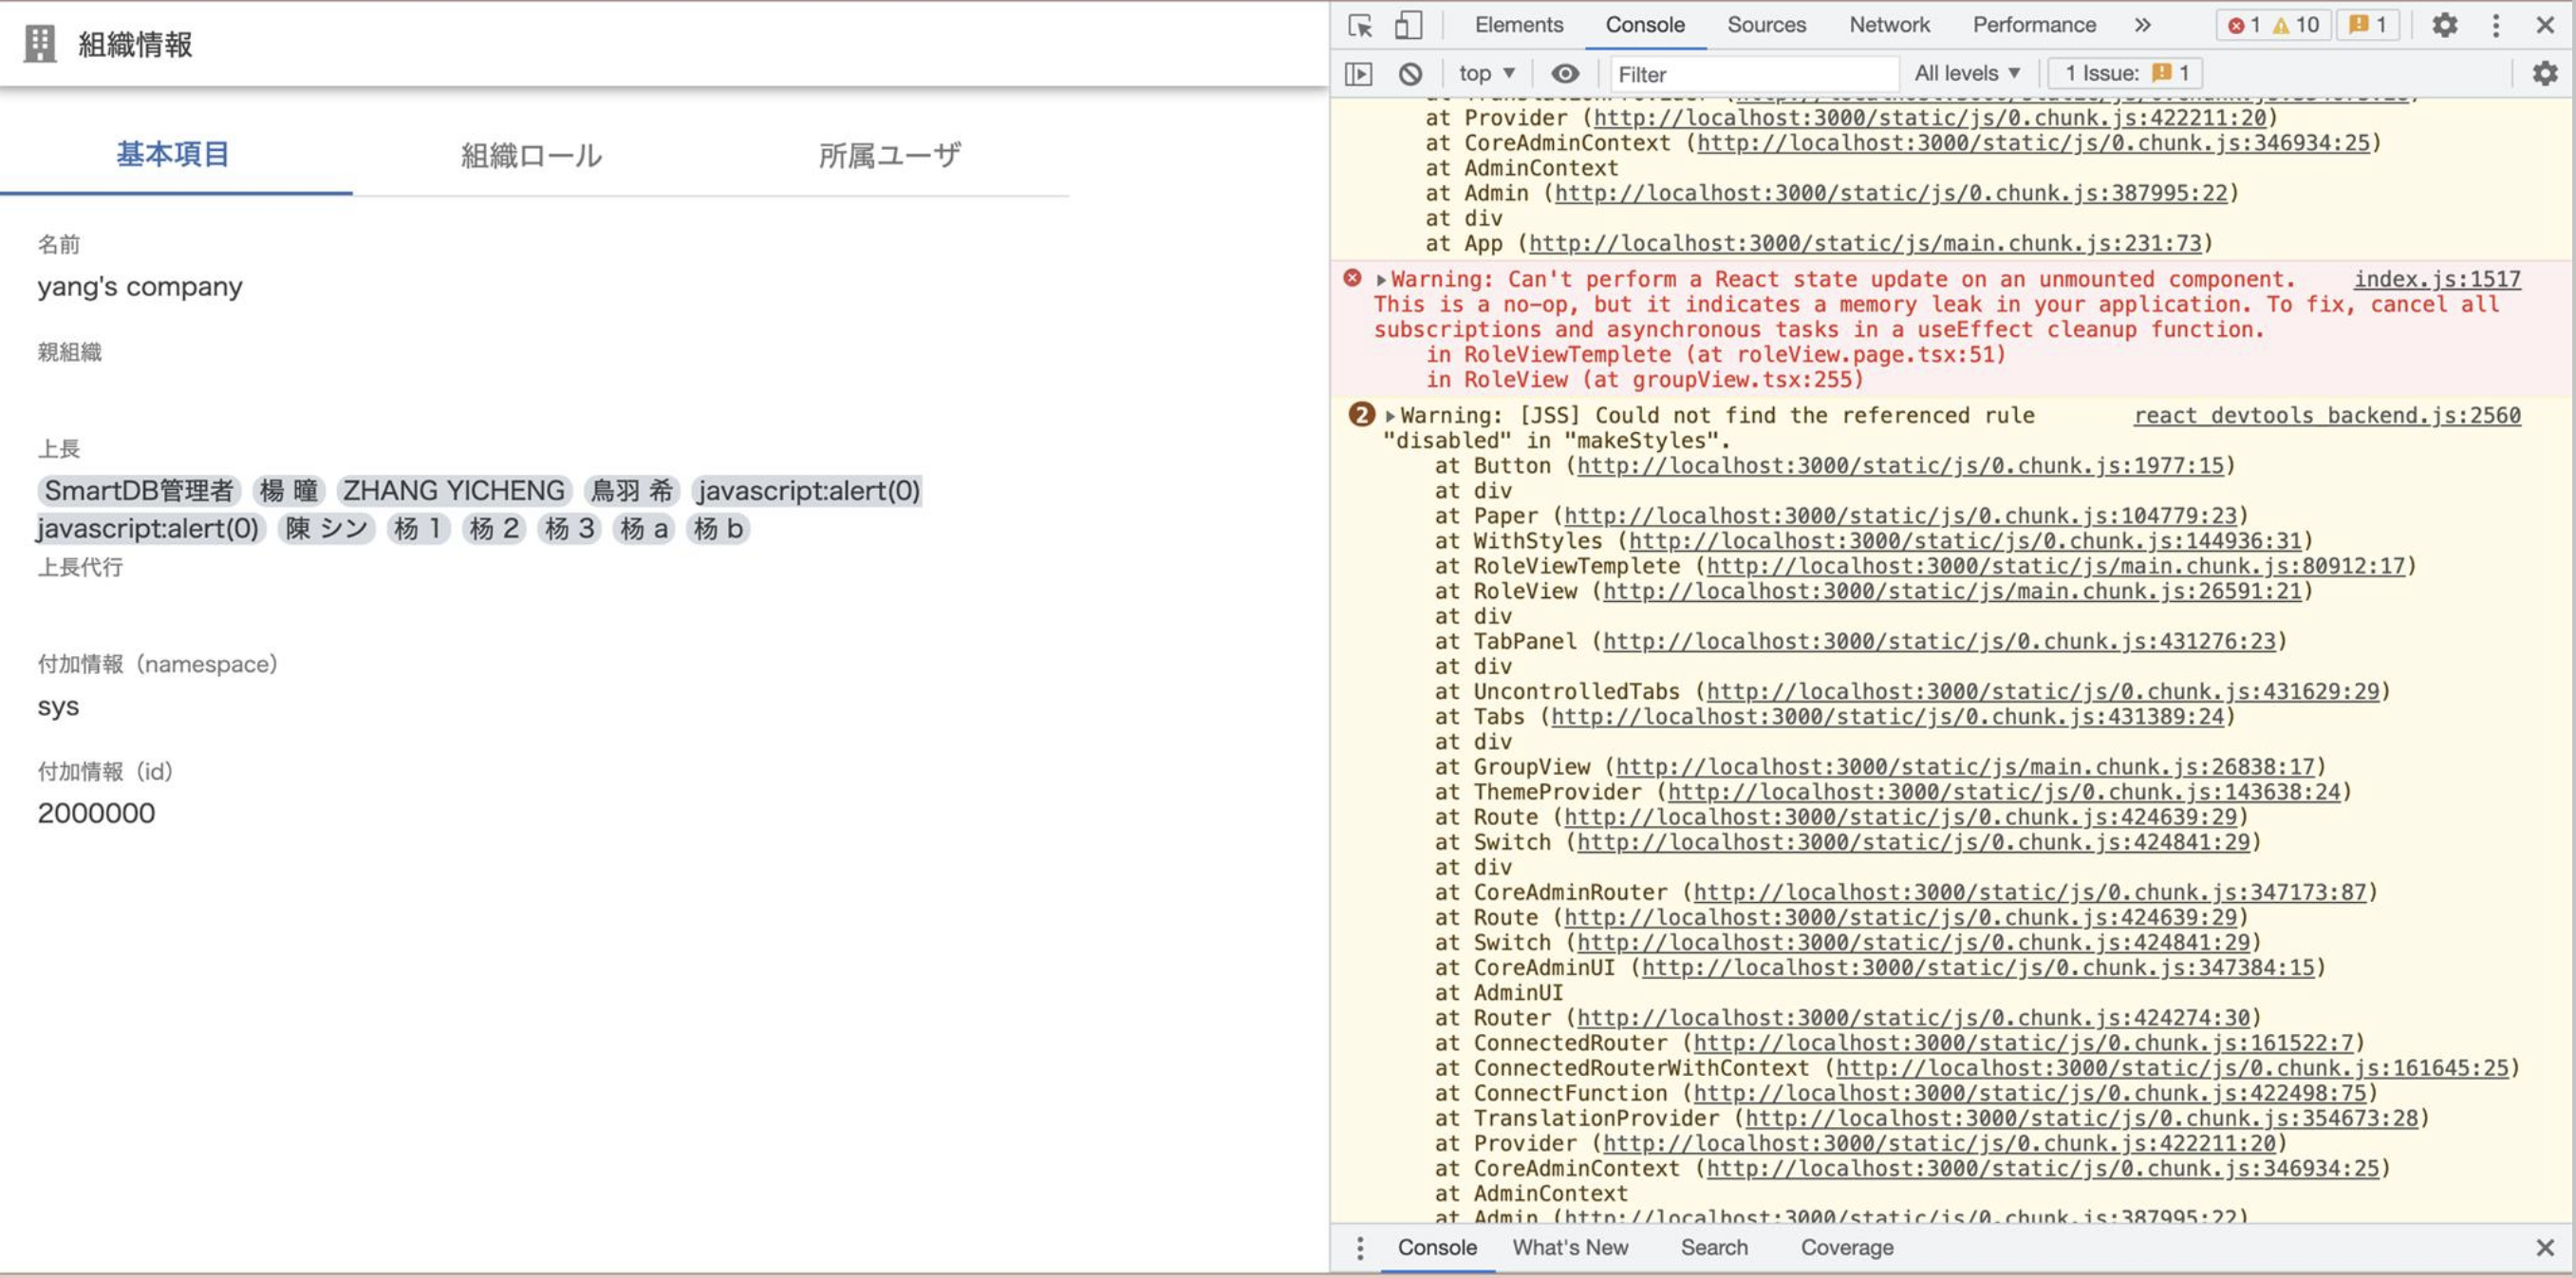 組織情報
基本項目 組織ロール 所属ユーザ
名前
yang's company
親組織
上長
SmartDB管理者 楊 曈 ZHANG YICHENG 鳥羽 希 javascript:alert(0)
javascript:alert(0) 陳 シン 杨 1 杨 2 杨 3 杨 a 杨 b
上長代行
付加情報（namespace）
sys
付加情報（id）
2000000
Elements Console Sources Network Performance » 1 10 1
top ▼ Filter All levels ▼ 1 Issue: 1
at TranslationProvider (http://localhost:3000/static/js/0.chunk.js:354673:28)
at Provider (http://localhost:3000/static/js/0.chunk.js:422211:20)
at CoreAdminContext (http://localhost:3000/static/js/0.chunk.js:346934:25)
at AdminContext
at Admin (http://localhost:3000/static/js/0.chunk.js:387995:22)
at div
at App (http://localhost:3000/static/js/main.chunk.js:231:73)
▶Warning: Can't perform a React state update on an unmounted component. index.js:1517
This is a no-op, but it indicates a memory leak in your application. To fix, cancel all
subscriptions and asynchronous tasks in a useEffect cleanup function.
in RoleViewTemplete (at roleView.page.tsx:51)
in RoleView (at groupView.tsx:255)
2 ▶Warning: [JSS] Could not find the referenced rule react_devtools_backend.js:2560
"disabled" in "makeStyles".
at Button (http://localhost:3000/static/js/0.chunk.js:1977:15)
at div
at Paper (http://localhost:3000/static/js/0.chunk.js:104779:23)
at WithStyles (http://localhost:3000/static/js/0.chunk.js:144936:31)
at RoleViewTemplete (http://localhost:3000/static/js/main.chunk.js:80912:17)
at RoleView (http://localhost:3000/static/js/main.chunk.js:26591:21)
at div
at TabPanel (http://localhost:3000/static/js/0.chunk.js:431276:23)
at div
at UncontrolledTabs (http://localhost:3000/static/js/0.chunk.js:431629:29)
at Tabs (http://localhost:3000/static/js/0.chunk.js:431389:24)
at div
at GroupView (http://localhost:3000/static/js/main.chunk.js:26838:17)
at ThemeProvider (http://localhost:3000/static/js/0.chunk.js:143638:24)
at Route (http://localhost:3000/static/js/0.chunk.js:424639:29)
at Switch (http://localhost:3000/static/js/0.chunk.js:424841:29)
at div
at CoreAdminRouter (http://localhost:3000/static/js/0.chunk.js:347173:87)
at Route (http://localhost:3000/static/js/0.chunk.js:424639:29)
at Switch (http://localhost:3000/static/js/0.chunk.js:424841:29)
at CoreAdminUI (http://localhost:3000/static/js/0.chunk.js:347384:15)
at AdminUI
at Router (http://localhost:3000/static/js/0.chunk.js:424274:30)
at ConnectedRouter (http://localhost:3000/static/js/0.chunk.js:161522:7)
at ConnectedRouterWithContext (http://localhost:3000/static/js/0.chunk.js:161645:25)
at ConnectFunction (http://localhost:3000/static/js/0.chunk.js:422498:75)
at TranslationProvider (http://localhost:3000/static/js/0.chunk.js:354673:28)
at Provider (http://localhost:3000/static/js/0.chunk.js:422211:20)
at CoreAdminContext (http://localhost:3000/static/js/0.chunk.js:346934:25)
at AdminContext
at Admin (http://localhost:3000/static/js/0.chunk.js:387995:22)
Console What's New Search Coverage